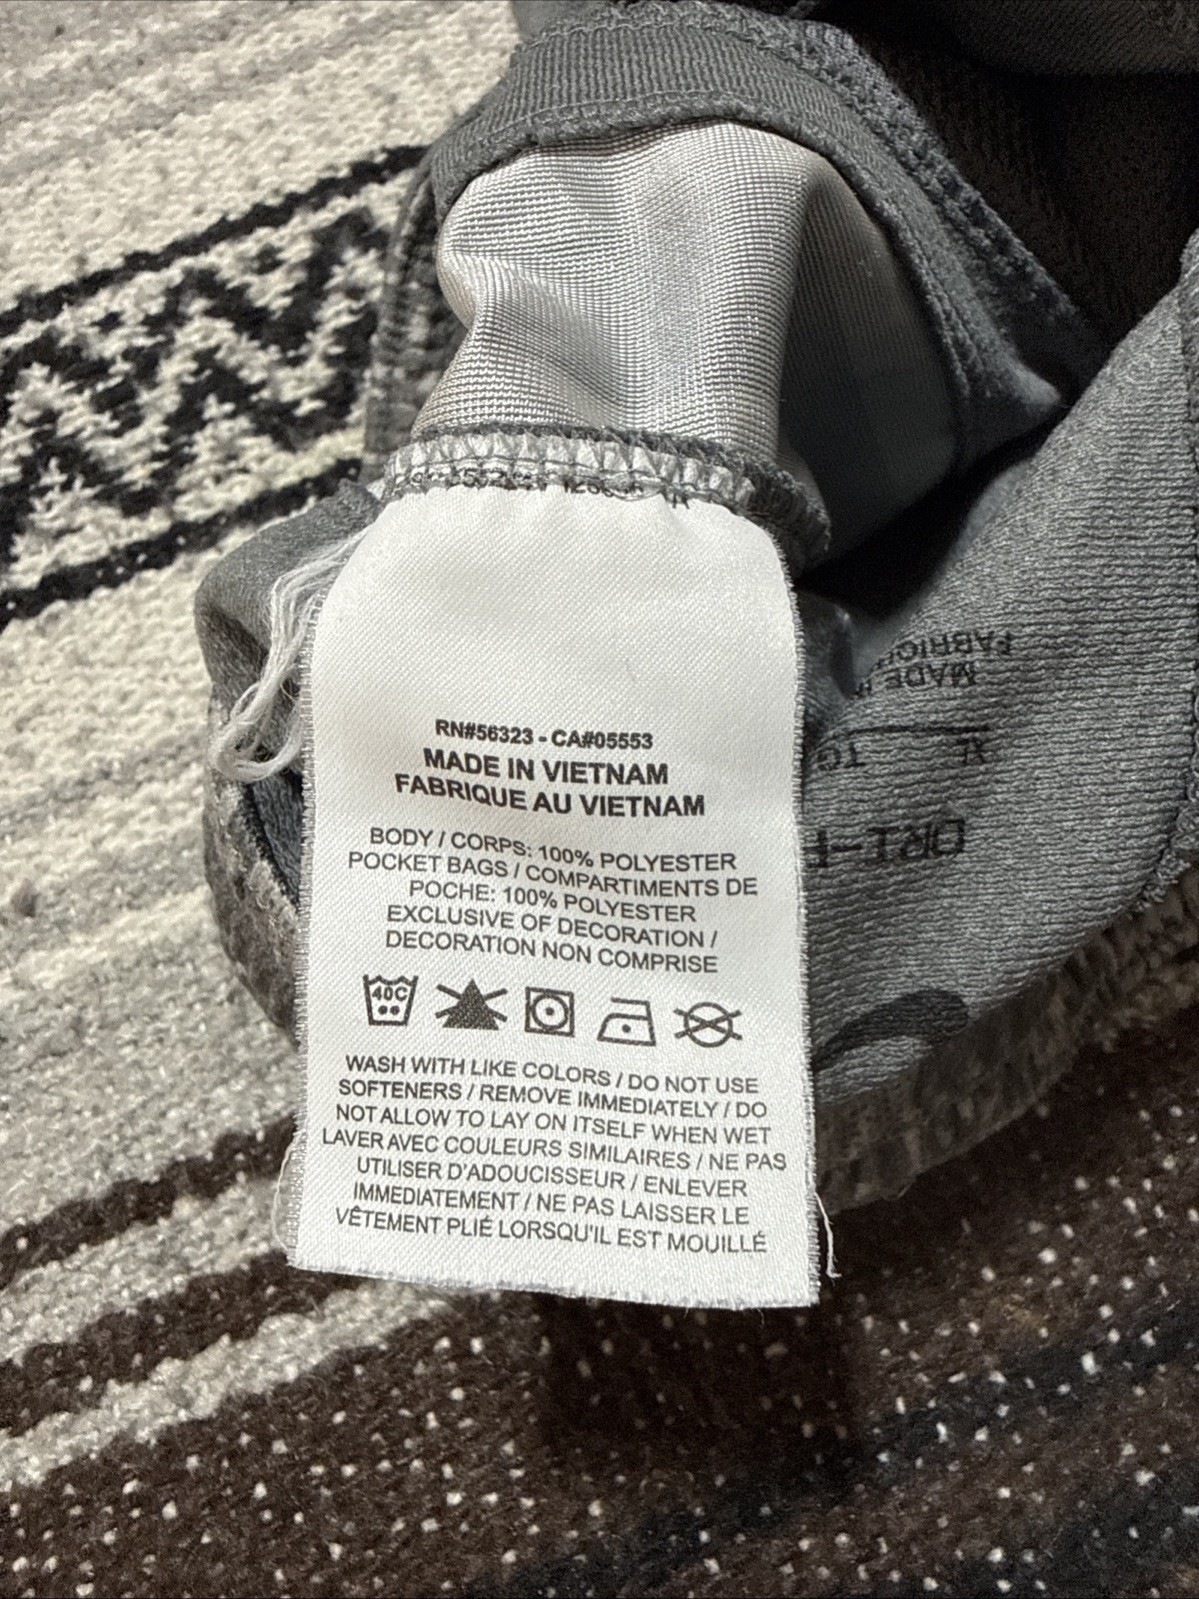 RN#56323 - CA#05553
MADE IN VIETNAM
FABRIQUE AU VIETNAM
BODY / CORPS: 100% POLYESTER
POCKET BAGS / COMPARTIMENTS DE
POCHE: 100% POLYESTER
EXCLUSIVE OF DECORATION /
DECORATION NON COMPRISE
40C
WASH WITH LIKE COLORS / DO NOT USE
SOFTENERS / REMOVE IMMEDIATELY / DO
NOT ALLOW TO LAY ON ITSELF WHEN WET
LAVER AVEC COULEURS SIMILAIRES / NE PAS
UTILISER D'ADOUCISSEUR / ENLEVER
IMMEDIATEMENT / NE PAS LAISSER LE
VÊTEMENT PLIÉ LORSQU'IL EST MOUILLÉ
DRI-F
XL
MADE